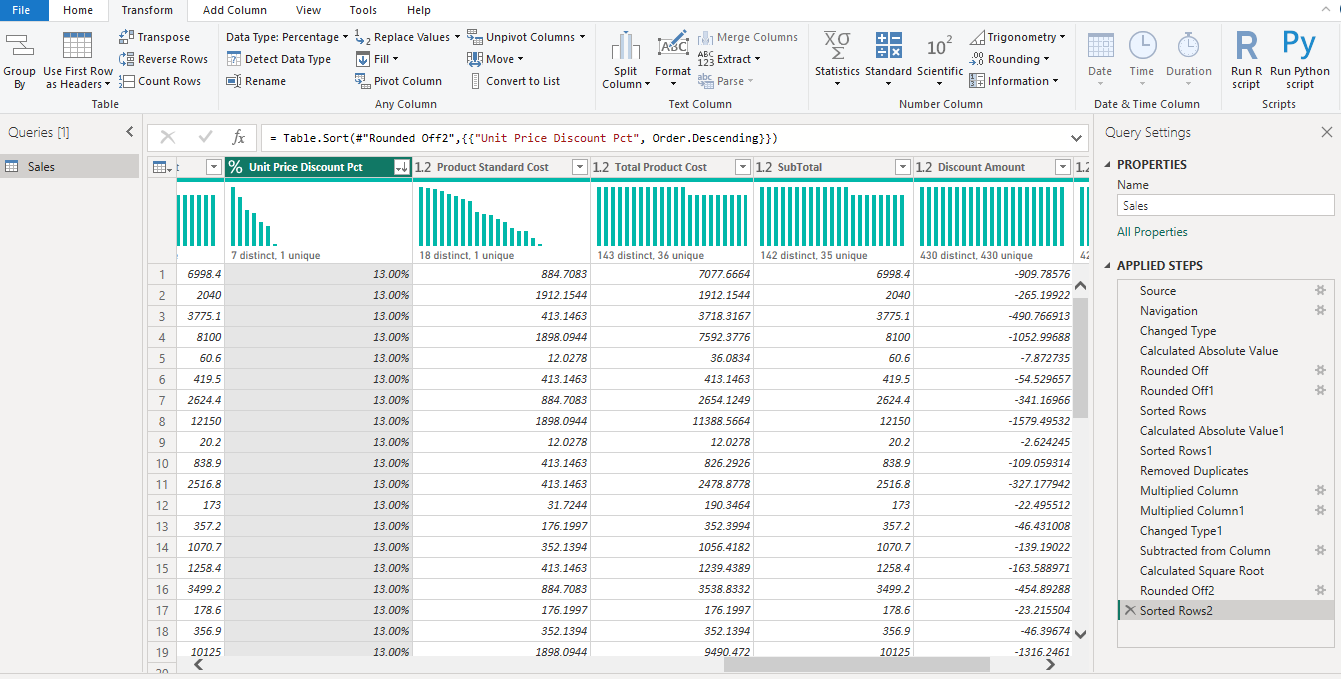 File Home Transform Add Column View Tools Help
Group By
Use First Row as Headers
Transpose
Reverse Rows
Count Rows
Table
Data Type: Percentage
Detect Data Type
Rename
Replace Values
Fill
Pivot Column
Unpivot Columns
Move
Convert to List
Any Column
Split Column
Format
ABC
Merge Columns
ABC 123 Extract
abc Parse
Text Column
Χσ Σ
Statistics
Standard
10²
Scientific
Trigonometry
Rounding
Information
Number Column
Date
Time
Duration
Date & Time Column
R
Run R script
Py
Run Python script
Scripts
Queries [1]
Sales
fx = Table.Sort(#"Rounded Off2",{{"Unit Price Discount Pct", Order.Descending}})
% Unit Price Discount Pct 1.2 Product Standard Cost 1.2 Total Product Cost 1.2 SubTotal 1.2 Discount Amount 1.2
7 distinct, 1 unique 18 distinct, 1 unique 143 distinct, 36 unique 142 distinct, 35 unique 430 distinct, 430 unique 42
1 6998.4 13.00% 884.7083 7077.6664 6998.4 -909.78576
2 2040 13.00% 1912.1544 1912.1544 2040 -265.19922
3 3775.1 13.00% 413.1463 3718.3167 3775.1 -490.766913
4 8100 13.00% 1898.0944 7592.3776 8100 -1052.99688
5 60.6 13.00% 12.0278 36.0834 60.6 -7.872735
6 419.5 13.00% 413.1463 413.1463 419.5 -54.529657
7 2624.4 13.00% 884.7083 2654.1249 2624.4 -341.16966
8 12150 13.00% 1898.0944 11388.5664 12150 -1579.49532
9 20.2 13.00% 12.0278 12.0278 20.2 -2.624245
10 838.9 13.00% 413.1463 826.2926 838.9 -109.059314
11 2516.8 13.00% 413.1463 2478.8778 2516.8 -327.177942
12 173 13.00% 31.7244 190.3464 173 -22.495512
13 357.2 13.00% 176.1997 352.3994 357.2 -46.431008
14 1070.7 13.00% 352.1394 1056.4182 1070.7 -139.19022
15 1258.4 13.00% 413.1463 1239.4389 1258.4 -163.588971
16 3499.2 13.00% 884.7083 3538.8332 3499.2 -454.89288
17 178.6 13.00% 176.1997 176.1997 178.6 -23.215504
18 356.9 13.00% 352.1394 352.1394 356.9 -46.39674
19 10125 13.00% 1898.0944 9490.472 10125 -1316.2461
20
Query Settings
PROPERTIES
Name
Sales
All Properties
APPLIED STEPS
Source
Navigation
Changed Type
Calculated Absolute Value
Rounded Off
Rounded Off1
Sorted Rows
Calculated Absolute Value1
Sorted Rows1
Removed Duplicates
Multiplied Column
Multiplied Column1
Changed Type1
Subtracted from Column
Calculated Square Root
Rounded Off2
Sorted Rows2